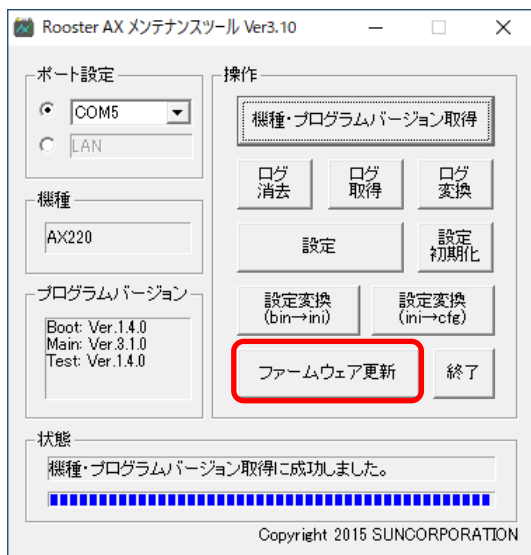 Rooster AX メンテナンスツール Ver3.10
ポート設定
COM5
LAN
機種
AX220
プログラムバージョン
Boot: Ver.1.4.0
Main: Ver.3.1.0
Test: Ver.1.4.0
操作
機種・プログラムバージョン取得
ログ
消去
ログ
取得
ログ
変換
設定
設定
初期化
設定変換
(bin→ini)
設定変換
(ini→cfg)
ファームウェア更新
終了
状態
機種・プログラムバージョン取得に成功しました。
Copyright 2015 SUNCORPORATION